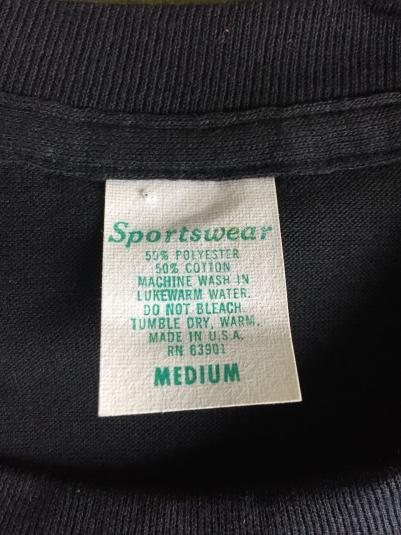 Sportswear
50% POLYESTER
50% COTTON
MACHINE WASH IN
LUKEWARM WATER.
DO NOT BLEACH.
TUMBLE DRY, WARM.
MADE IN U.S.A.
RN 63901
MEDIUM